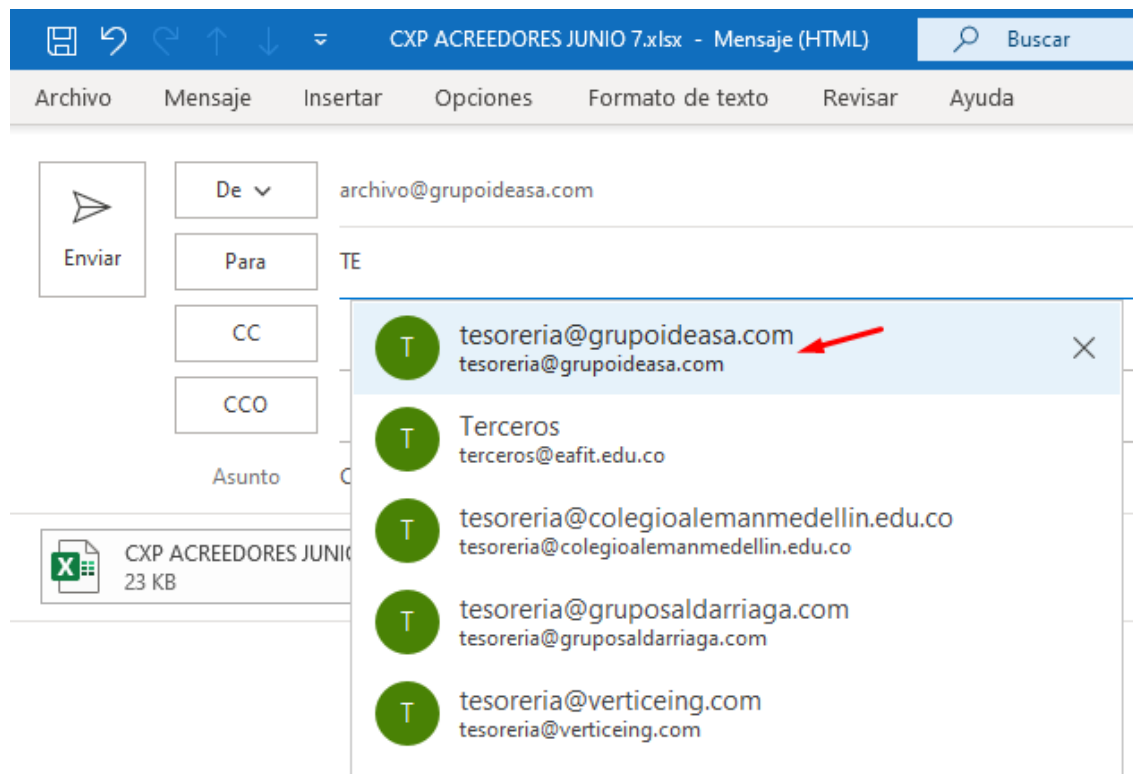 CXP ACREEDORES JUNIO 7.xlsx - Mensaje (HTML)
Buscar
Archivo Mensaje Insertar Opciones Formato de texto Revisar Ayuda
De archivo@grupoideasa.com
Enviar
Para TE
CC
CCO
Asunto C
tesoreria@grupoideasa.com
tesoreria@grupoideasa.com
Terceros
terceros@eafit.edu.co
tesoreria@colegioalemanmedellin.edu.co
tesoreria@colegioalemanmedellin.edu.co
CXP ACREEDORES JUNIO
23 KB
tesoreria@gruposaldarriaga.com
tesoreria@gruposaldarriaga.com
tesoreria@verticeing.com
tesoreria@verticeing.com
T
T
T
T
T